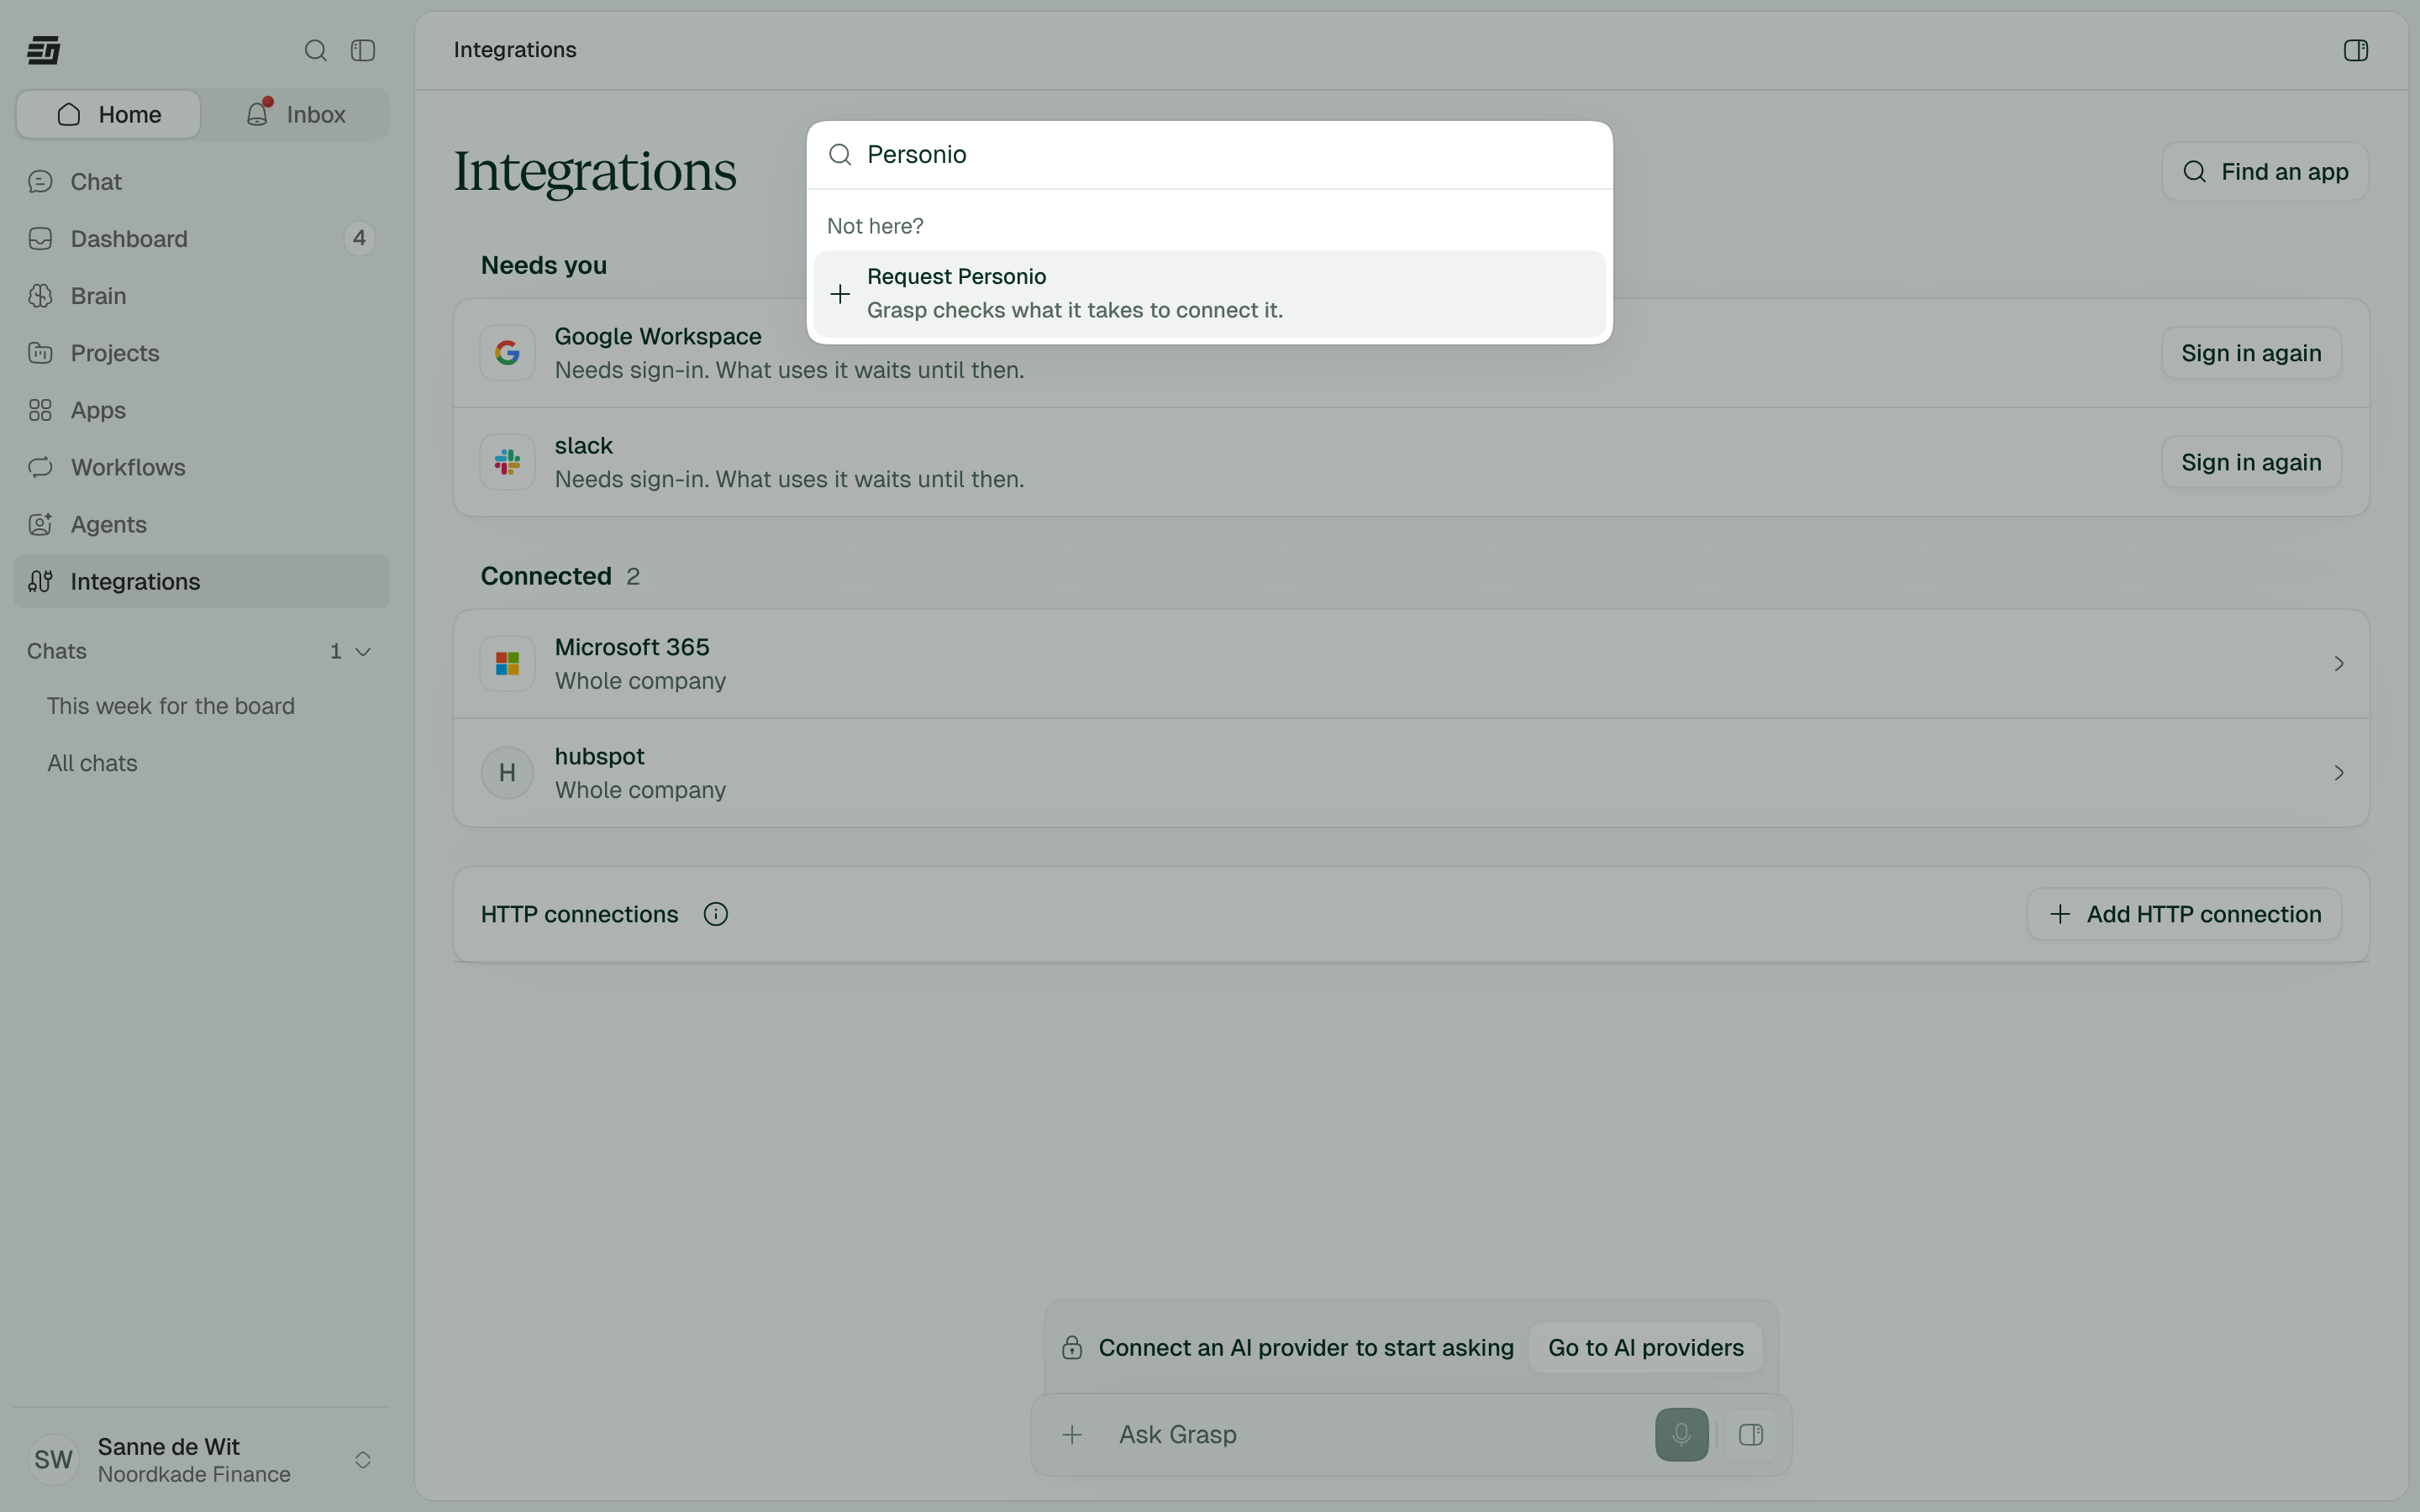 Home
Inbox
Chat
Dashboard
4
Brain
Projects
Apps
Workflows
Agents
Integrations
Chats
1
This week for the board
All chats
SW
Sanne de Wit
Noordkade Finance
Integrations
Integrations
Find an app
Personio
Not here?
Request Personio
Grasp checks what it takes to connect it.
Needs you
Google Workspace
Needs sign-in. What uses it waits until then.
Sign in again
slack
Needs sign-in. What uses it waits until then.
Sign in again
Connected 2
Microsoft 365
Whole company
H
hubspot
Whole company
HTTP connections
Add HTTP connection
Connect an AI provider to start asking
Go to AI providers
Ask Grasp